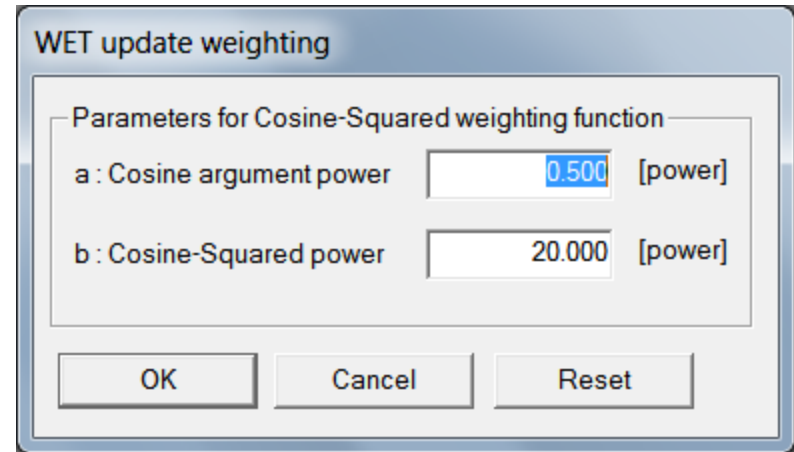 WET update weighting
Parameters for Cosine-Squared weighting function
a : Cosine argument power 0.500 [power]
b : Cosine-Squared power 20.000 [power]
OK Cancel Reset